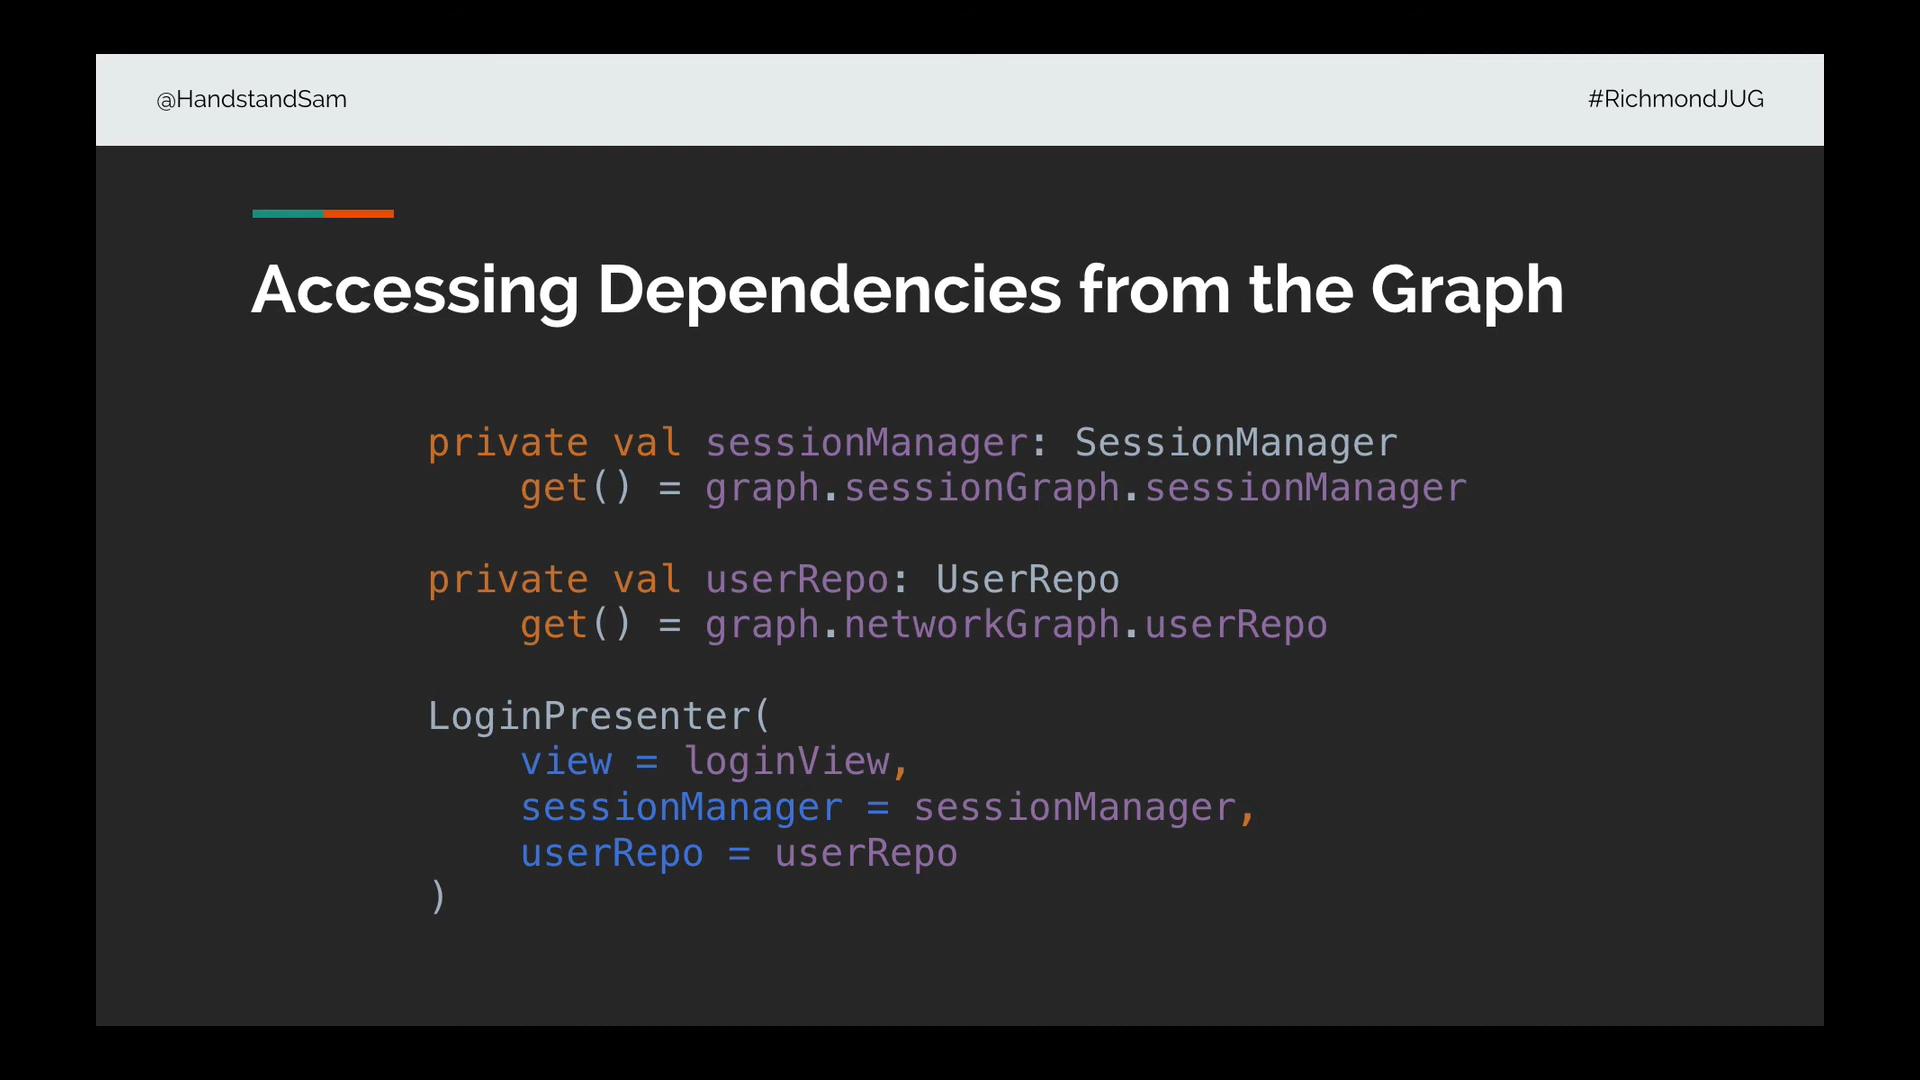 @HandstandSam
#RichmondJUG
Accessing Dependencies from the Graph
private val sessionManager: SessionManager
    get() = graph.sessionGraph.sessionManager
private val userRepo: UserRepo
    get() = graph.networkGraph.userRepo
LoginPresenter(
    view = loginView,
    sessionManager = sessionManager,
    userRepo = userRepo
)